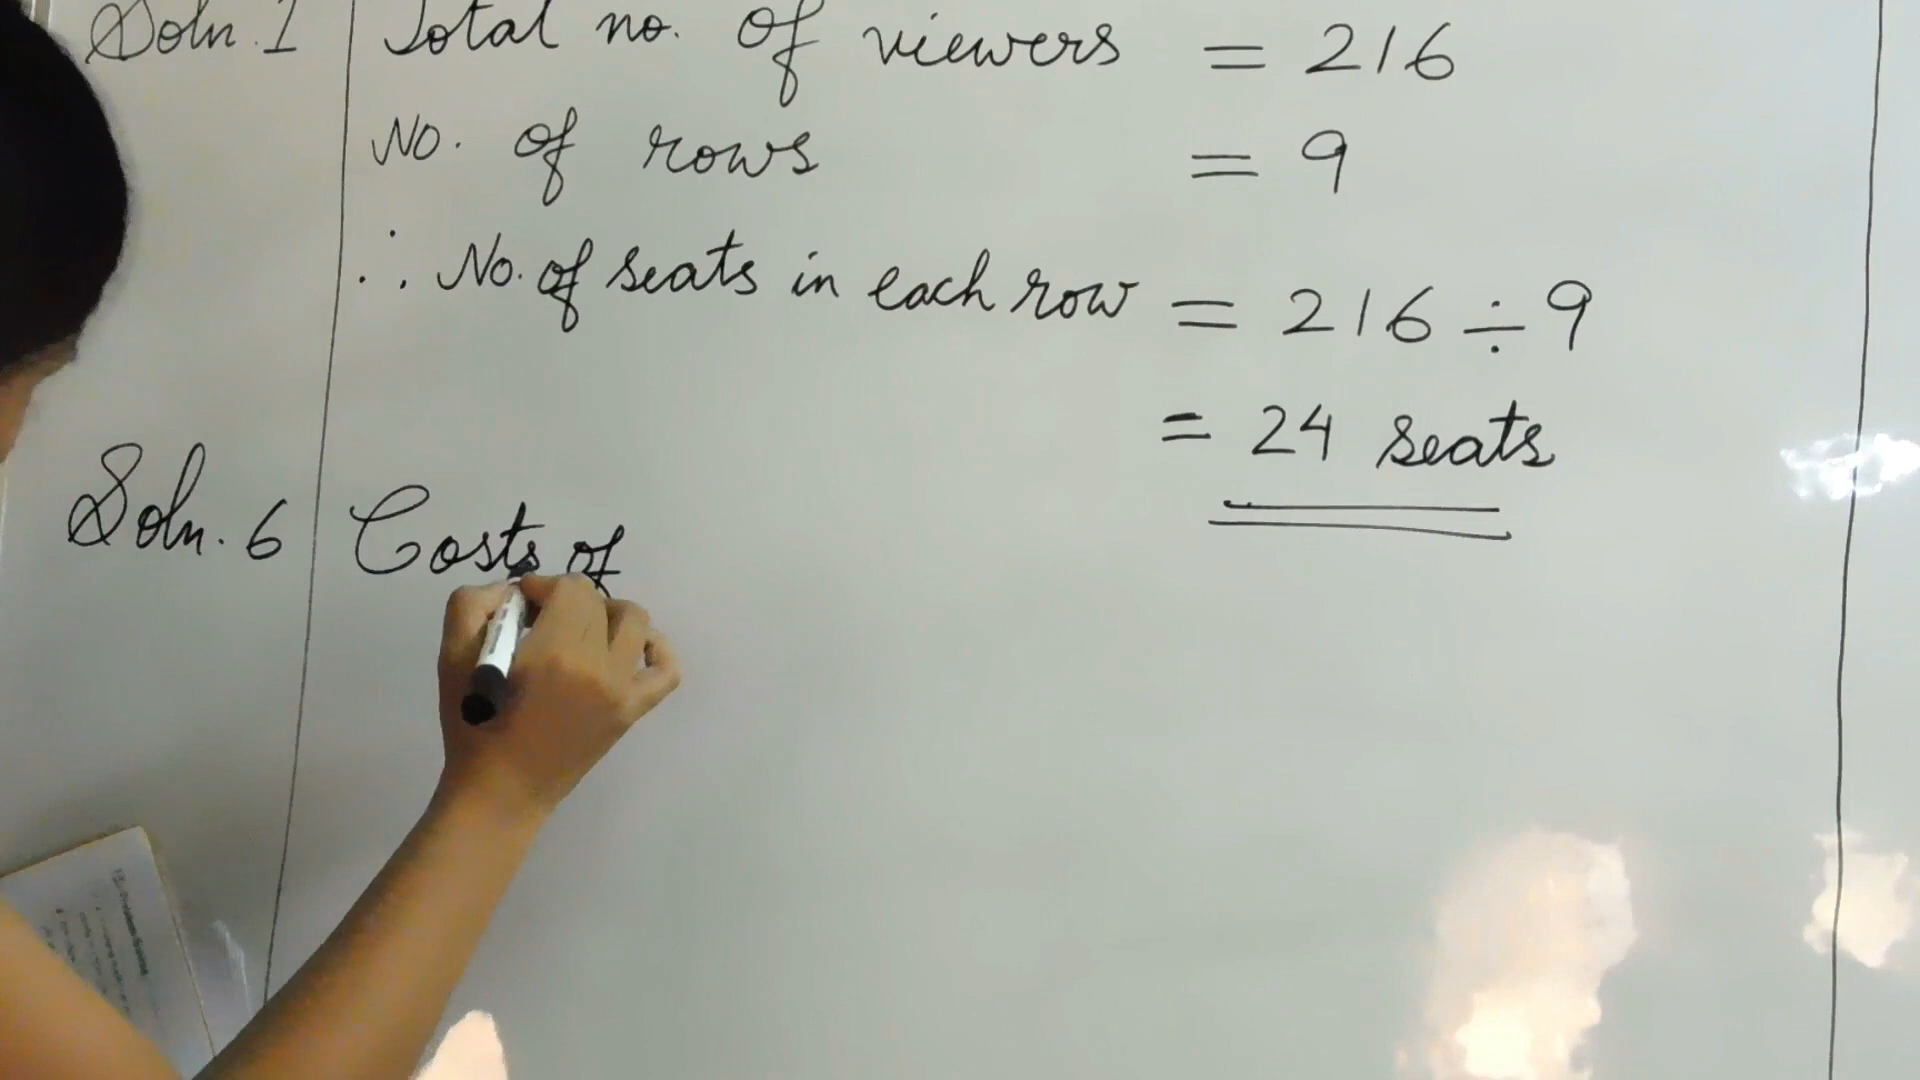 Soln. 1 Total no. of viewers = 216
No. of rows = 9
∴ No. of seats in each row = 216 ÷ 9
= 24 seats
Soln. 6 Costs of